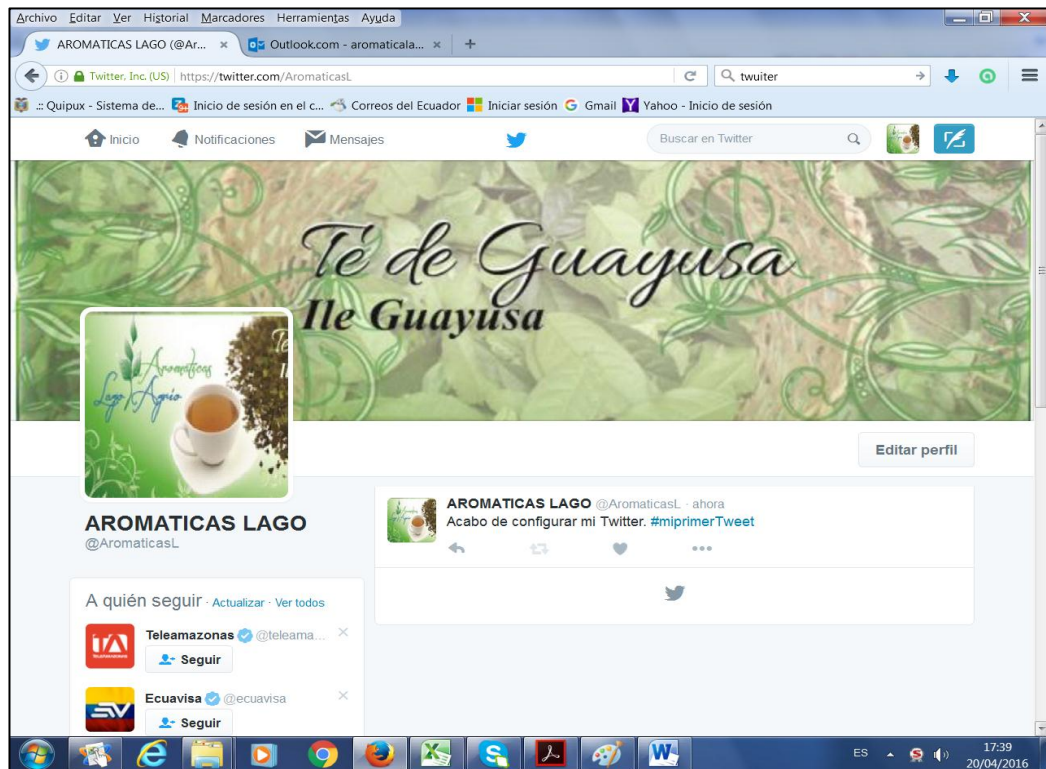 Archivo Editar Ver Historial Marcadores Herramientas Ayuda
AROMATICAS LAGO (@Ar... × Outlook.com - aromaticala... × +
Twitter, Inc. (US) https://twitter.com/AromaticasL twuiter
.:: Quipux - Sistema de... Inicio de sesión en el c... Correos del Ecuador Iniciar sesión Gmail Yahoo - Inicio de sesión
Inicio Notificaciones Mensajes Buscar en Twitter
Té de Guayusa
Ile Guayusa
Aromaticas
Lago Agrio
Editar perfil
AROMATICAS LAGO
@AromaticasL
AROMATICAS LAGO @AromaticasL · ahora
Acabo de configurar mi Twitter. #miprimerTweet
A quién seguir · Actualizar · Ver todos
Teleamazonas @teleama...
Seguir
Ecuavisa @ecuavisa
Seguir
ES 17:39
20/04/2016